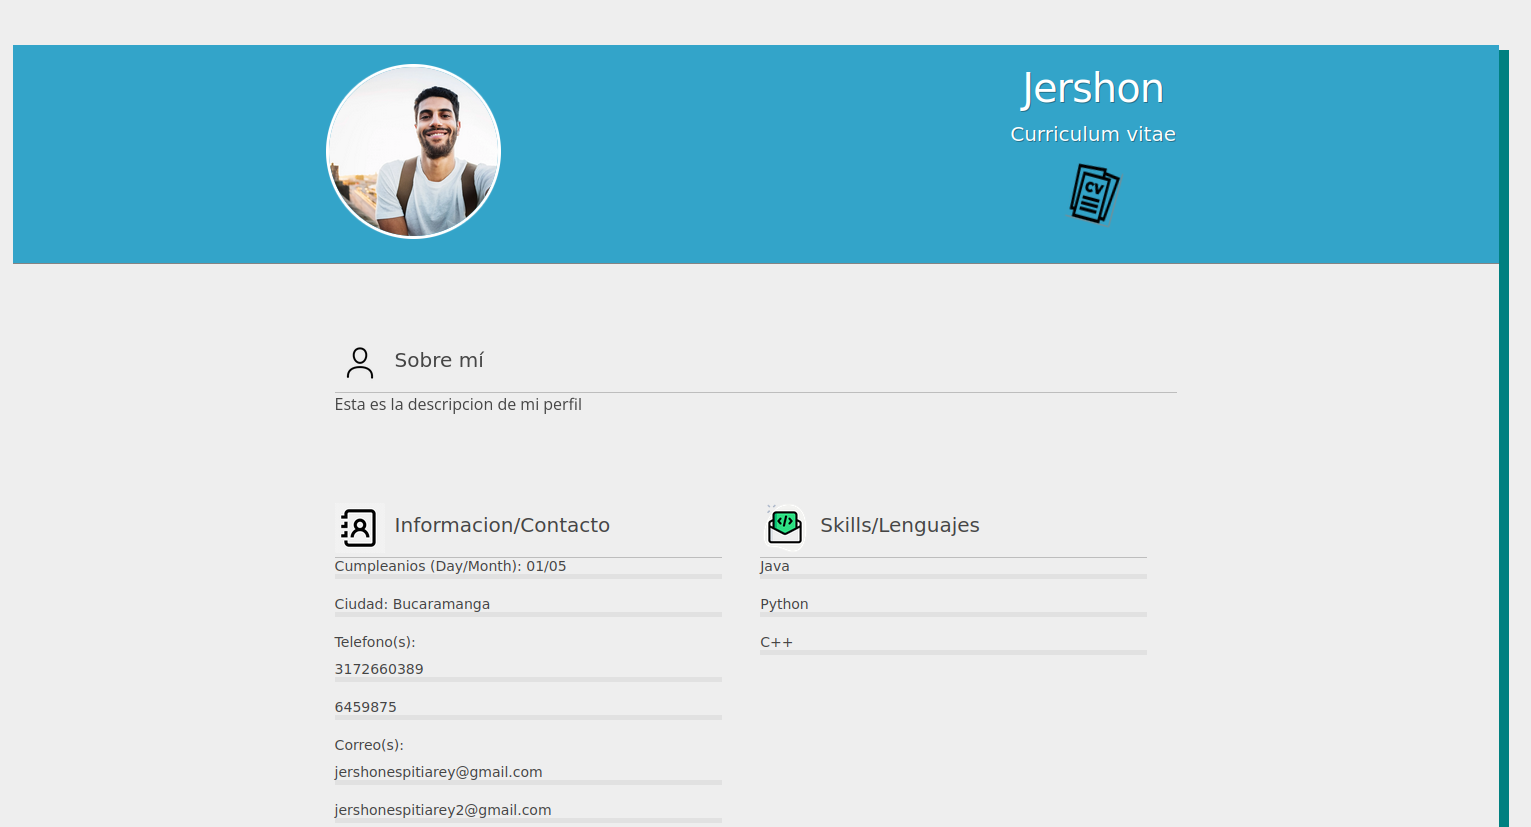 Jershon
Curriculum vitae
CV
Sobre mí
Esta es la descripcion de mi perfil
Informacion/Contacto
Cumpleanios (Day/Month): 01/05
Ciudad: Bucaramanga
Telefono(s):
3172660389
6459875
Correo(s):
jershonespitiarey@gmail.com
jershonespitiarey2@gmail.com
</>
Skills/Lenguajes
Java
Python
C++